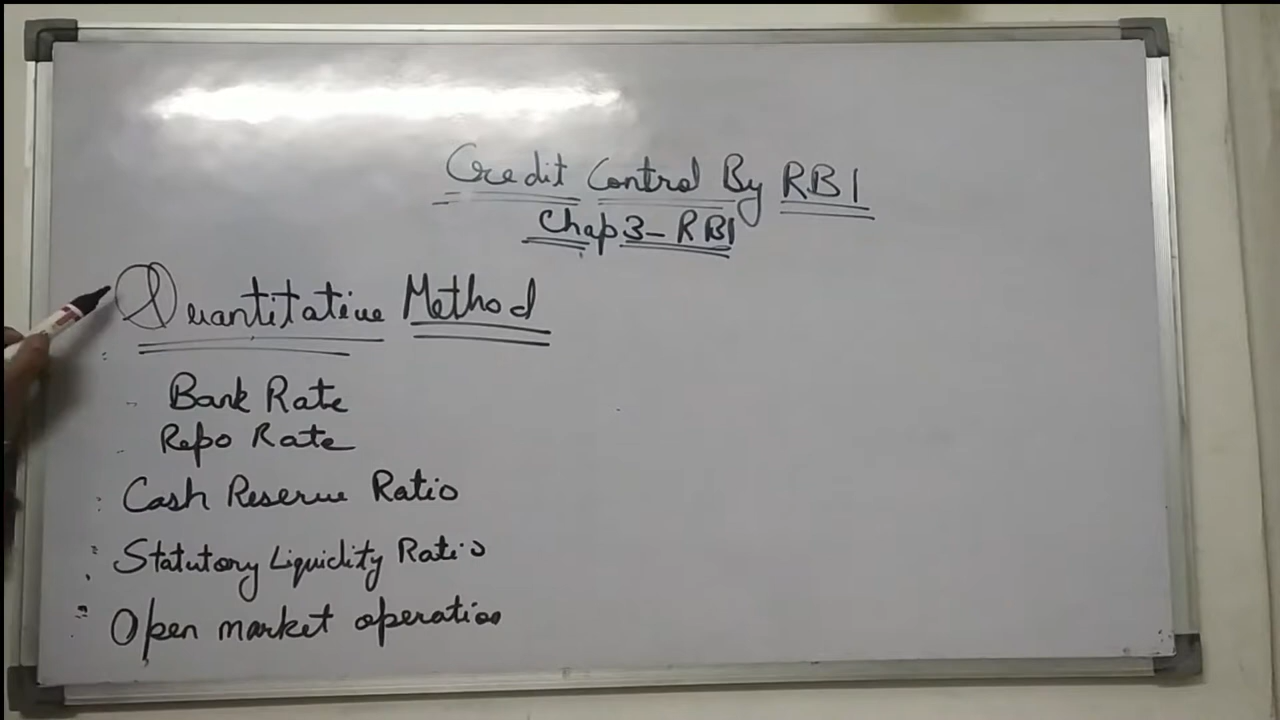 Credit Control By RBI
Chap 3- RBI
Quantitative Method
Bank Rate
Repo Rate
Cash Reserve Ratio
Statutory Liquidity Ratio
Open market operation